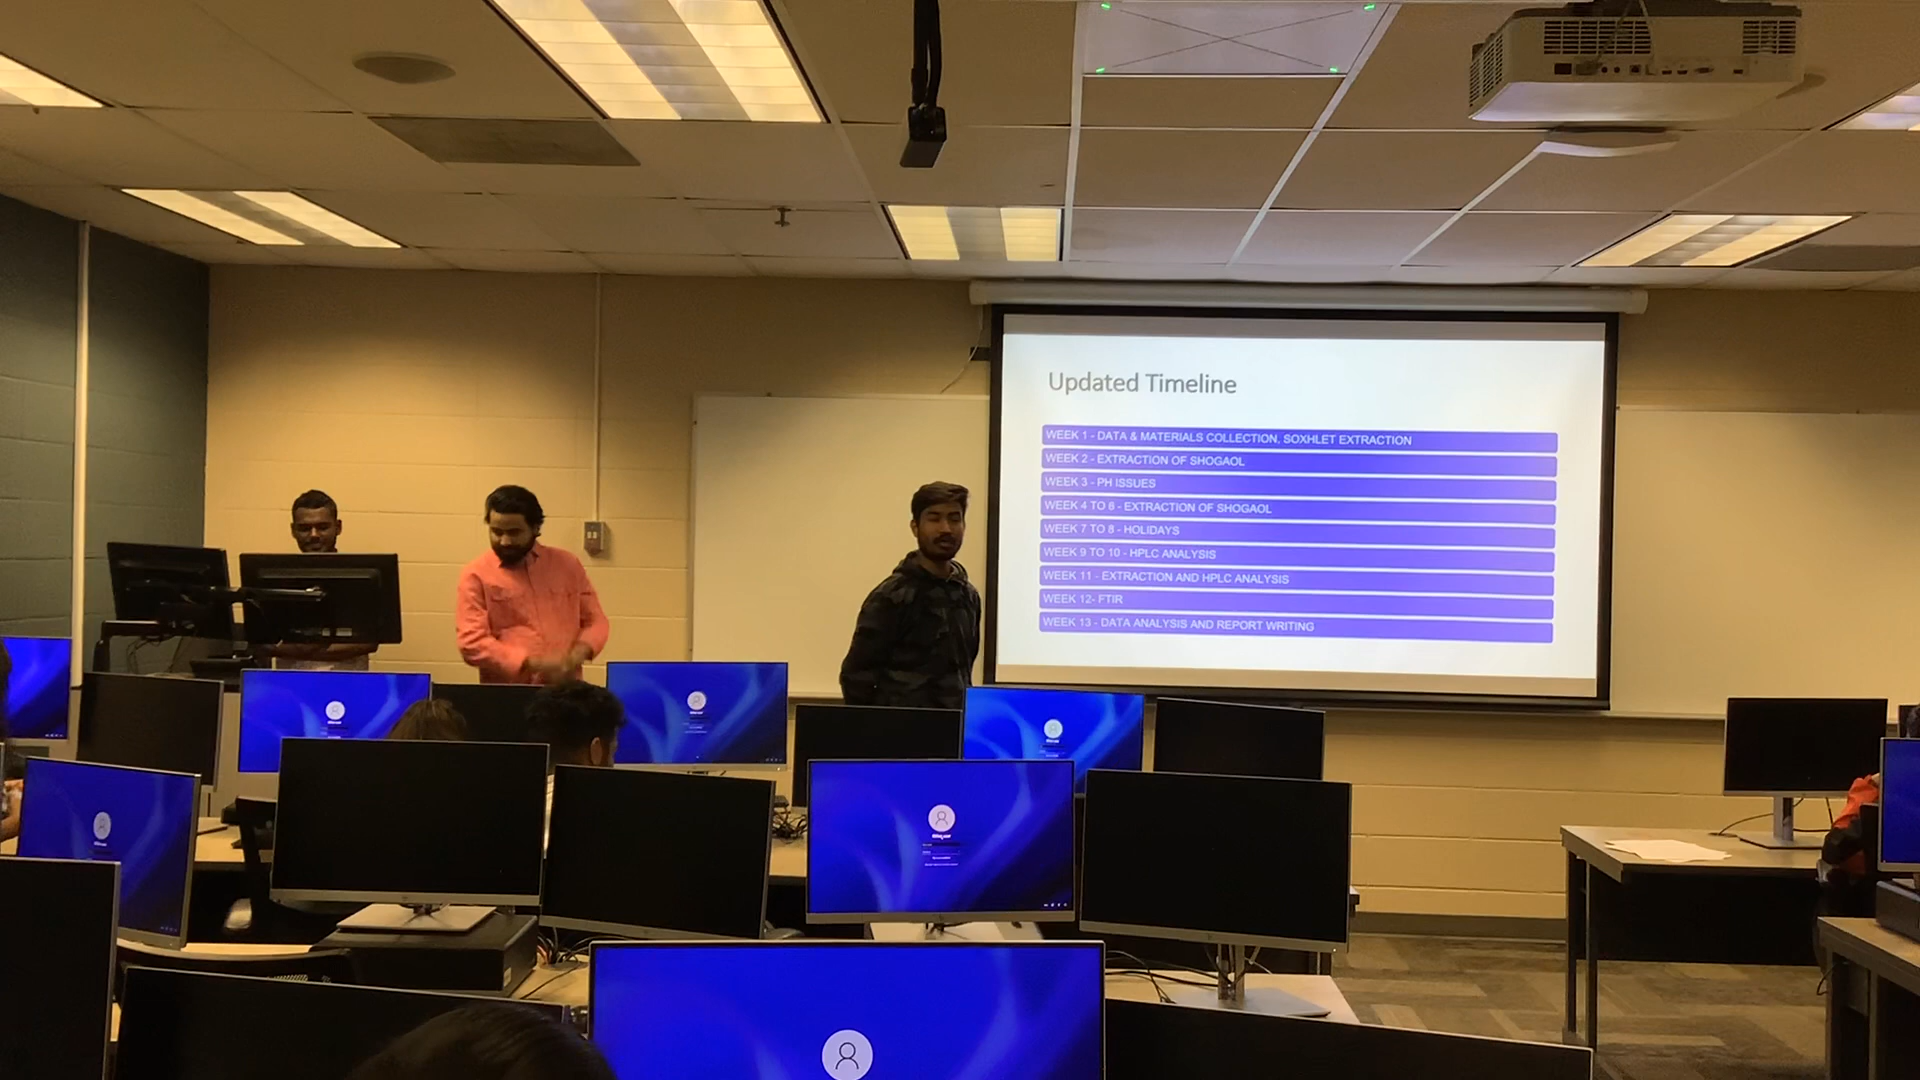 Updated Timeline
WEEK 1 - DATA & MATERIALS COLLECTION, SOXHLET EXTRACTION
WEEK 2 - EXTRACTION OF SHOGAOL
WEEK 3 - PH ISSUES
WEEK 4 TO 6 - EXTRACTION OF SHOGAOL
WEEK 7 TO 8 - HOLIDAYS
WEEK 9 TO 10 - HPLC ANALYSIS
WEEK 11 - EXTRACTION AND HPLC ANALYSIS
WEEK 12- FTIR
WEEK 13 - DATA ANALYSIS AND REPORT WRITING